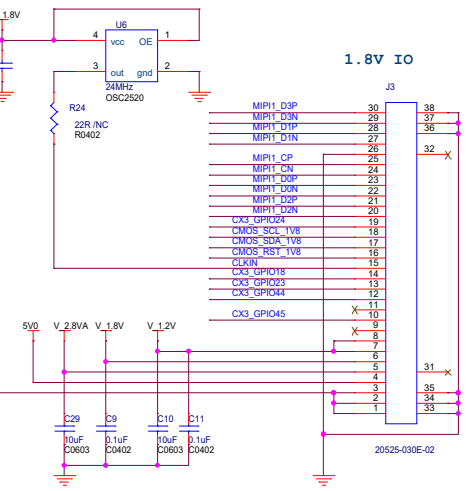 1.8V
U6
4 vcc OE 1
3 out gnd 2
24MHz
OSC2520
R24
22R /NC
R0402
1.8V IO
J3
MIPI1_D3P 30 38
MIPI1_D3N 29 37
MIPI1_D1P 28 36
MIPI1_D1N 27
26 32
MIPI1_CP 25
MIPI1_CN 24
MIPI1_D0P 23
MIPI1_D0N 22
MIPI1_D2P 21
MIPI1_D2N 20
CX3_GPIO24 19
CMOS_SCL_1V8 18
CMOS_SDA_1V8 17
CMOS_RST_1V8 16
CLKIN 15
CX3_GPIO18 14
CX3_GPIO23 13
CX3_GPIO44 12
11
CX3_GPIO45 10
9
5V0 V_2.8VA V_1.8V V_1.2V 8
7
6
5 31
4
3 35
2 34
1 33
C29 C9 C10 C11
10uF 0.1uF 10uF 0.1uF
C0603 C0402 C0603 C0402
20525-030E-02